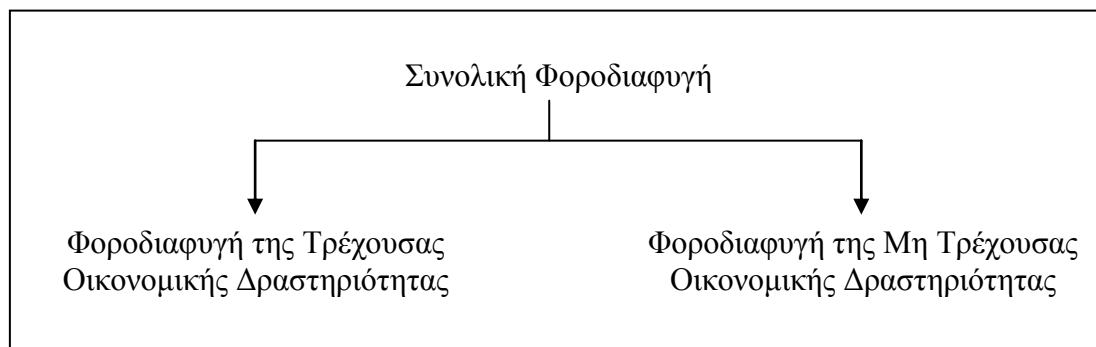 Συνολική Φοροδιαφυγή
Φοροδιαφυγή της Τρέχουσας
Οικονομικής Δραστηριότητας
Φοροδιαφυγή της Μη Τρέχουσας
Οικονομικής Δραστηριότητας